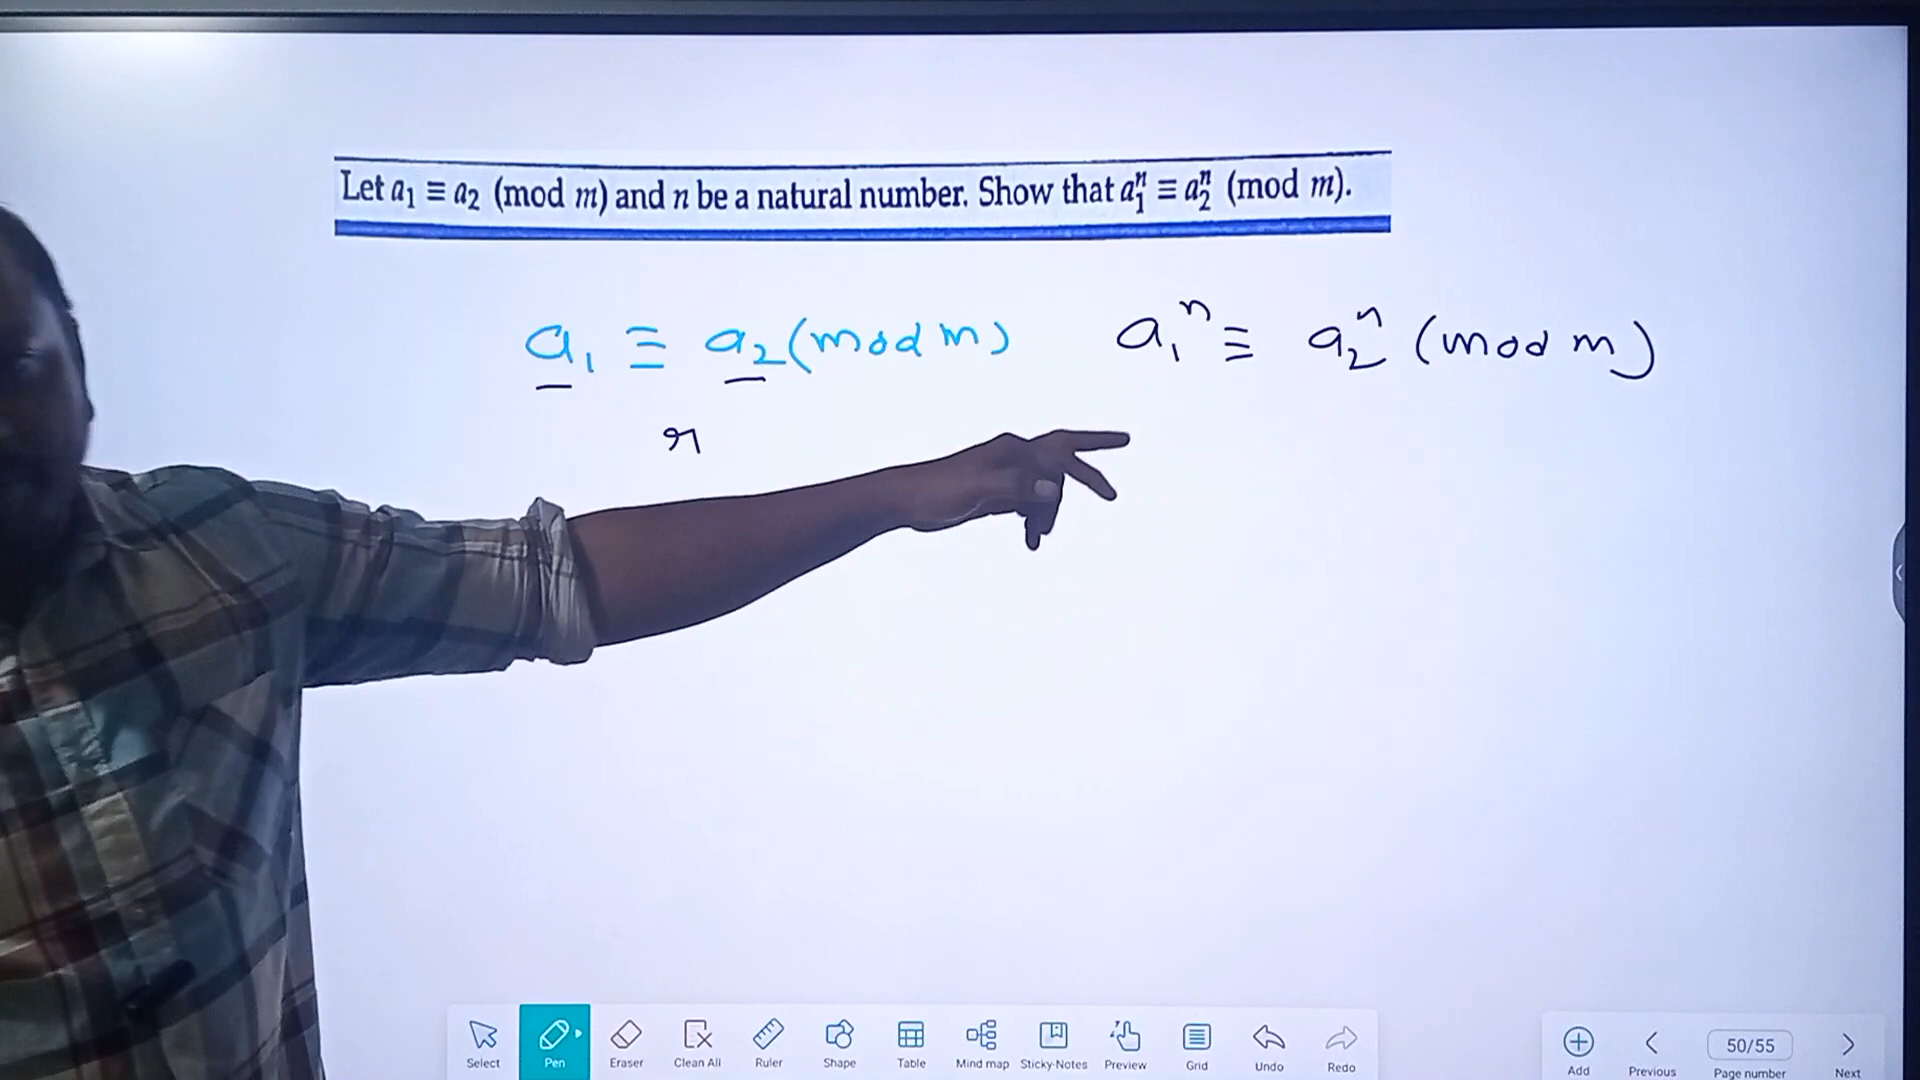 Let a₁ ≡ a₂ (mod m) and n be a natural number. Show that a₁ⁿ ≡ a₂ⁿ (mod m).
a₁ ≡ a₂ (mod m) a₁ⁿ ≡ a₂ⁿ (mod m)
r
Select Pen Eraser Clean All Ruler Shape Table Mind map Sticky-Notes Preview Grid Undo Redo
50/55
Add Previous Page number Next